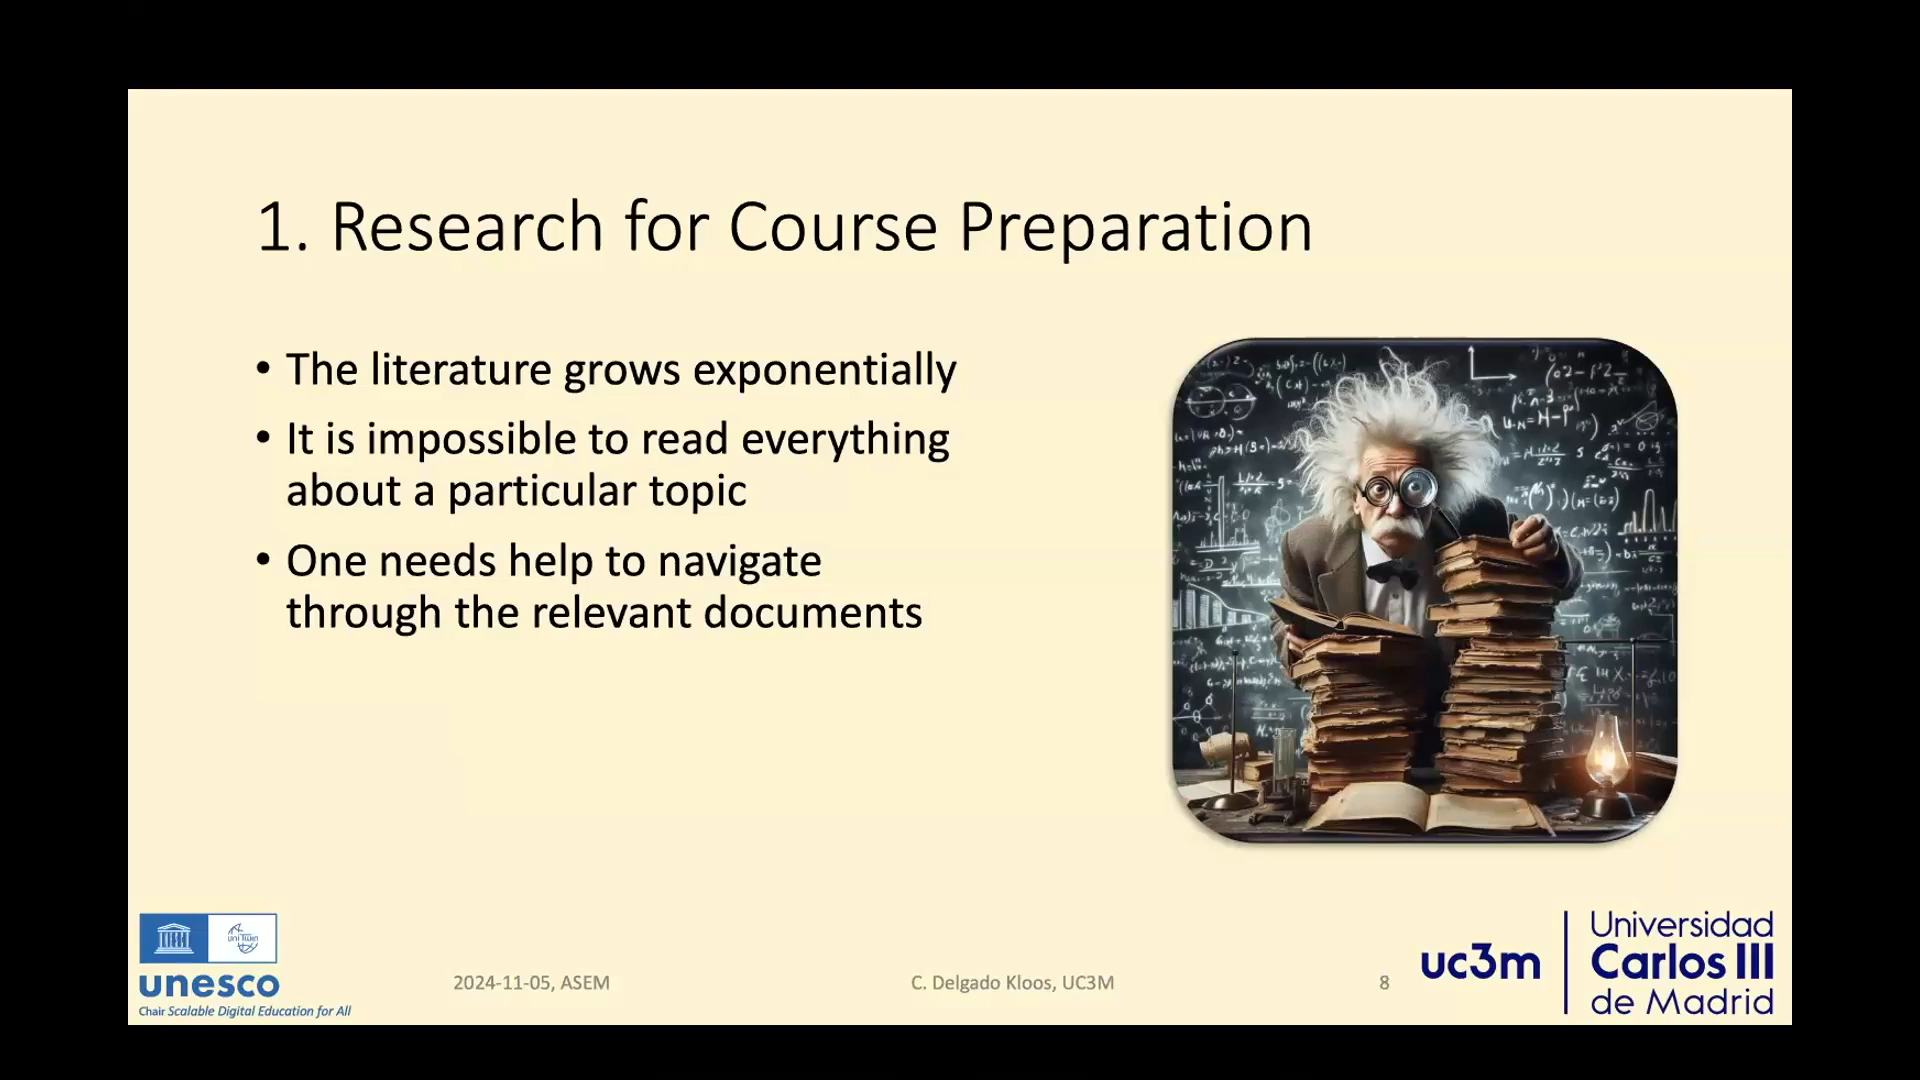 1. Research for Course Preparation
• The literature grows exponentially
• It is impossible to read everything
about a particular topic
• One needs help to navigate
through the relevant documents
unesco
Chair Scalable Digital Education for All
2024-11-05, ASEM
C. Delgado Kloos, UC3M
8
uc3m
Universidad
Carlos III
de Madrid